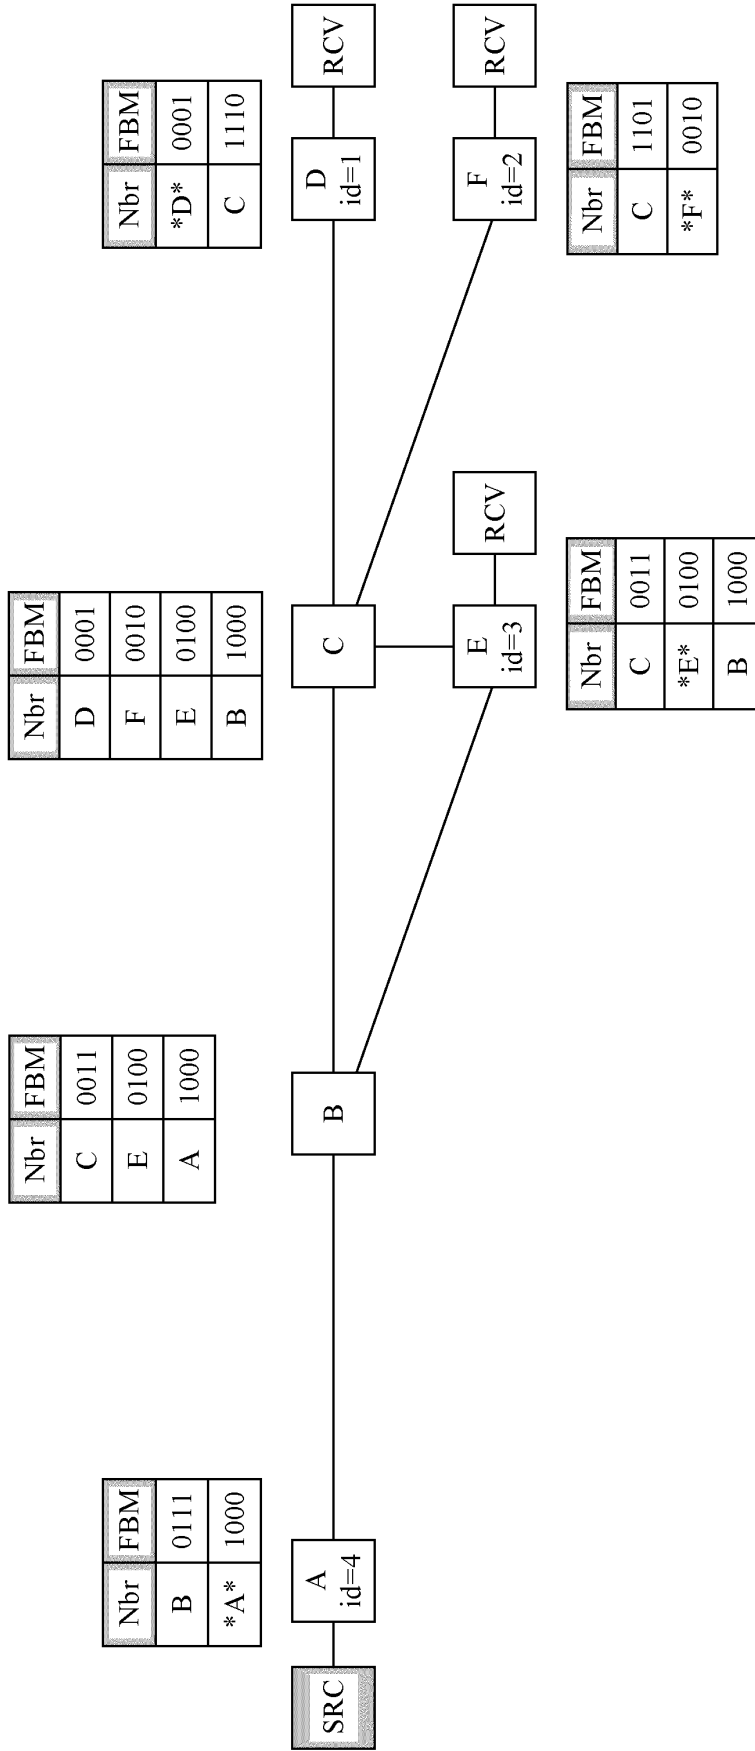 Nbr FBM
B 0111
*A* 1000
Nbr FBM
C 0011
E 0100
A 1000
Nbr FBM
D 0001
F 0010
E 0100
B 1000
Nbr FBM
*D* 0001
C 1110
SRC
A
id=4
B
C
D
id=1
RCV
E
id=3
RCV
F
id=2
RCV
Nbr FBM
C 0011
*E* 0100
B 1000
Nbr FBM
C 1101
*F* 0010